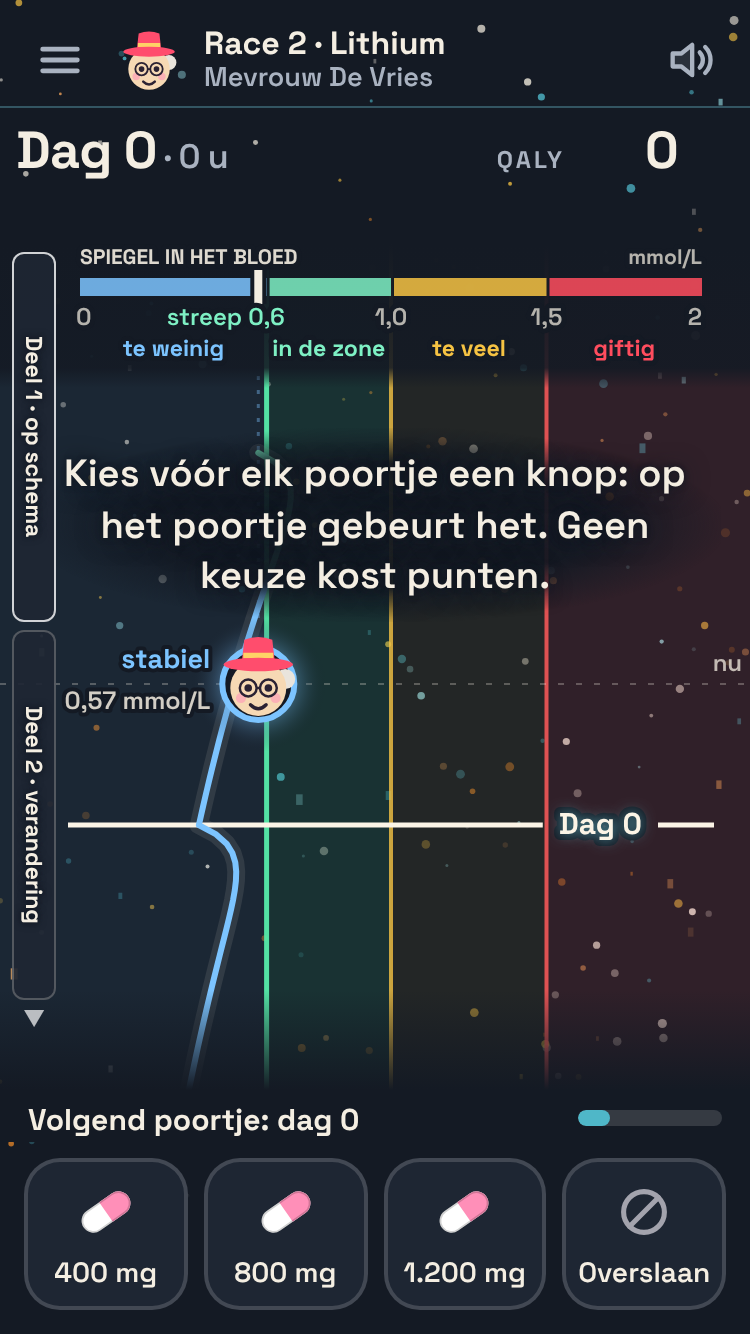 Race 2 · Lithium
Mevrouw De Vries
Dag 0 · 0 u
QALY 0
SPIEGEL IN HET BLOED mmol/L
0 streep 0,6 1,0 1,5 2
te weinig in de zone te veel giftig
Deel 1 · op schema
Kies vóór elk poortje een knop: op
het poortje gebeurt het. Geen
keuze kost punten.
stabiel
nu
0,57 mmol/L
Deel 2 · verandering
Dag 0
Volgend poortje: dag 0
400 mg
800 mg
1.200 mg
Overslaan